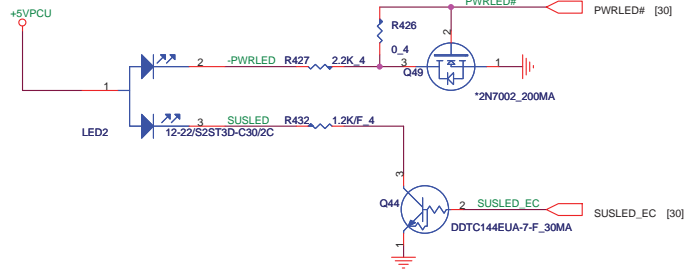 +5VPCU
PWRLED#
PWRLED# [30]
R426
0_4
2
1
2
-PWRLED
R427
2.2K_4
3
Q49
1
*2N7002_200MA
3
SUSLED
R432
1.2K/F_4
LED2
12-22/S2ST3D-C30/2C
3
Q44
2
SUSLED_EC
SUSLED_EC [30]
DDTC144EUA-7-F_30MA
1